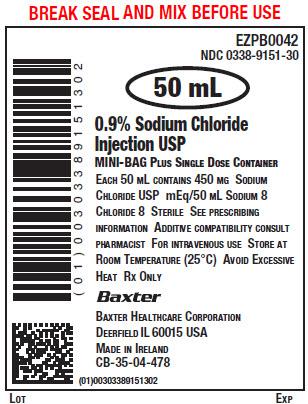 BREAK SEAL AND MIX BEFORE USE
EZPB0042
NDC 0338-9151-30
50 mL
0.9% Sodium Chloride
Injection USP
MINI-BAG PLUS SINGLE DOSE CONTAINER
EACH 50 ML CONTAINS 450 MG SODIUM
CHLORIDE USP mEq/50 mL SODIUM 8
CHLORIDE 8 STERILE SEE PRESCRIBING
INFORMATION ADDITIVE COMPATIBILITY CONSULT
PHARMACIST FOR INTRAVENOUS USE STORE AT
ROOM TEMPERATURE (25°C) AVOID EXCESSIVE
HEAT RX ONLY
Baxter
BAXTER HEALTHCARE CORPORATION
DEERFIELD IL 60015 USA
MADE IN IRELAND
CB-35-04-478
(01)00303389151302
(01)00303389151302
LOT
EXP